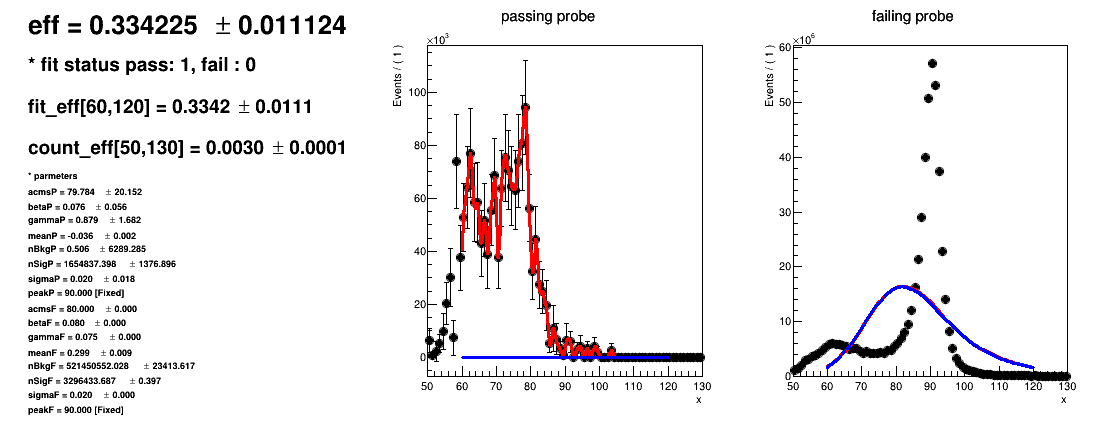 eff = 0.334225 ± 0.011124
* fit status pass: 1, fail : 0
fit_eff[60,120] = 0.3342 ± 0.0111
count_eff[50,130] = 0.0030 ± 0.0001
* parmeters
acmsP = 79.784 ± 20.152
betaP = 0.076 ± 0.056
gammaP = 0.879 ± 1.682
meanP = -0.036 ± 0.002
nBkgP = 0.506 ± 6289.285
nSigP = 1654837.398 ± 1376.896
sigmaP = 0.020 ± 0.018
peakP = 90.000 [Fixed]
acmsF = 80.000 ± 0.000
betaF = 0.080 ± 0.000
gammaF = 0.075 ± 0.000
meanF = 0.299 ± 0.009
nBkgF = 521450552.028 ± 23413.617
nSigF = 3296433.687 ± 0.397
sigmaF = 0.020 ± 0.000
peakF = 90.000 [Fixed]
passing probe
×10³
Events / ( 1 )
100
80
60
40
20
0
50 60 70 80 90 100 110 120 130
x
failing probe
×10⁶
Events / ( 1 )
60
50
40
30
20
10
0
50 60 70 80 90 100 110 120 130
x